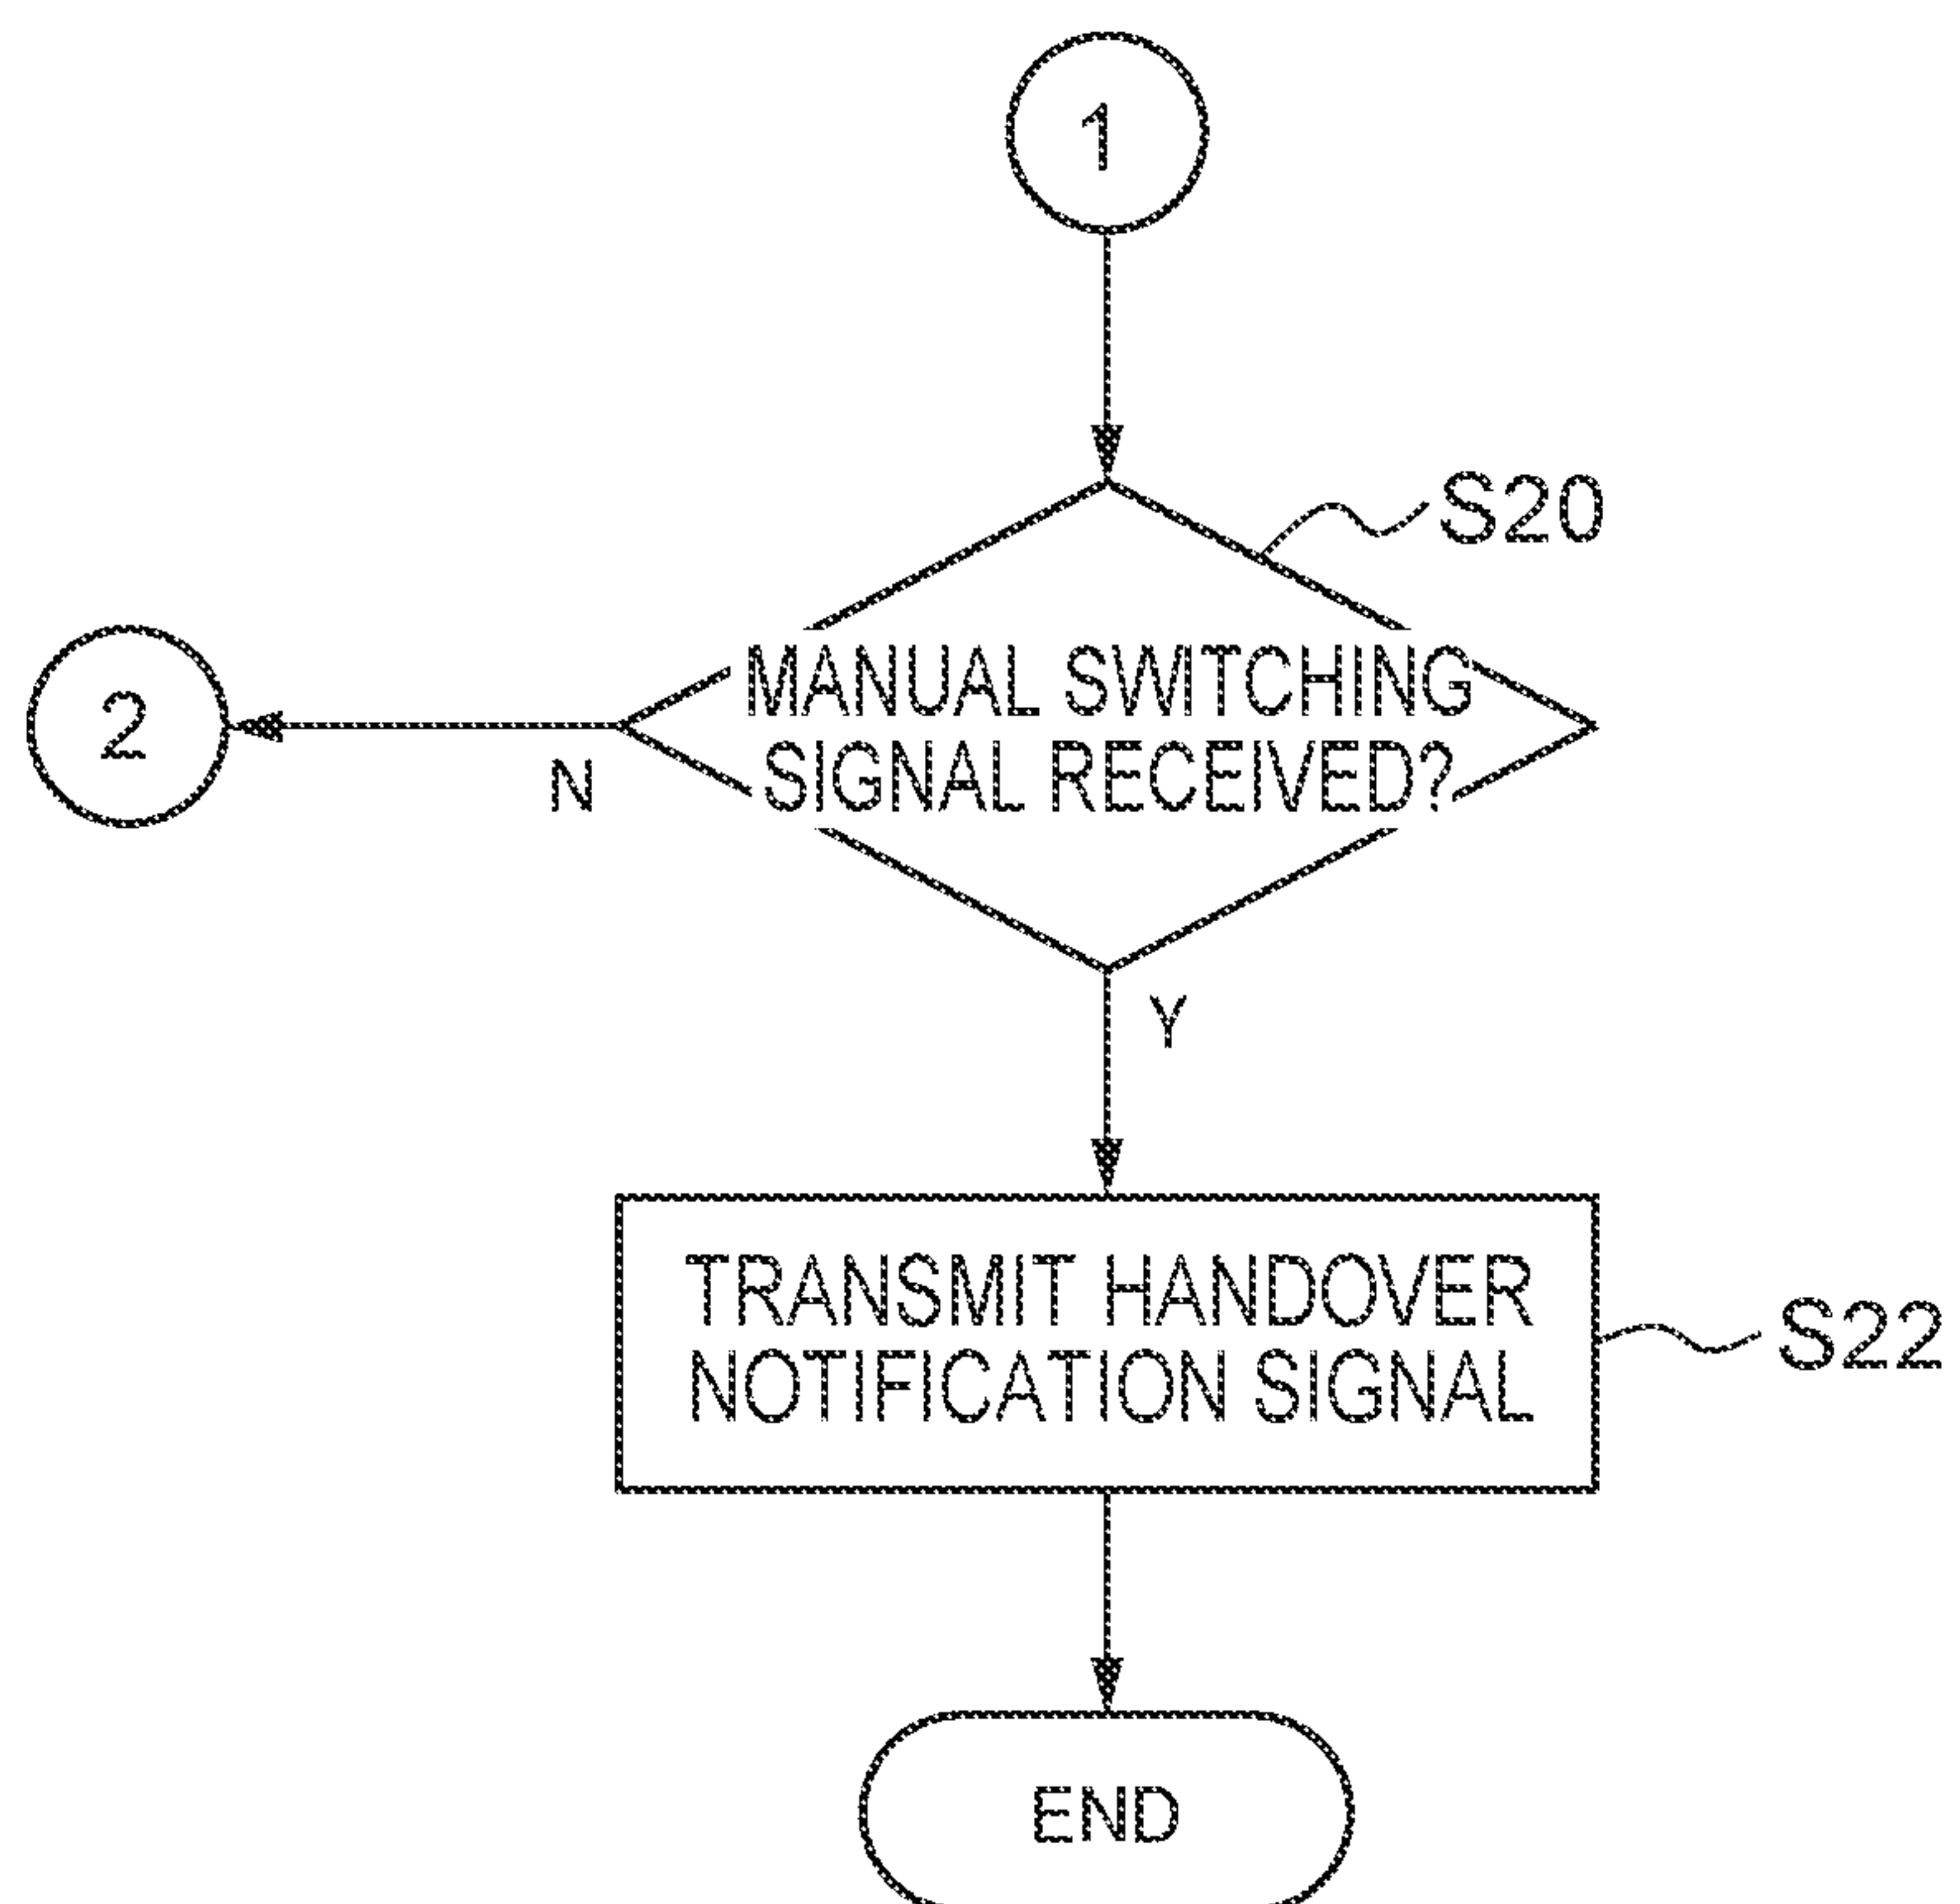 1
S20
MANUAL SWITCHING
SIGNAL RECEIVED?
2
N
Y
TRANSMIT HANDOVER
NOTIFICATION SIGNAL
S22
END